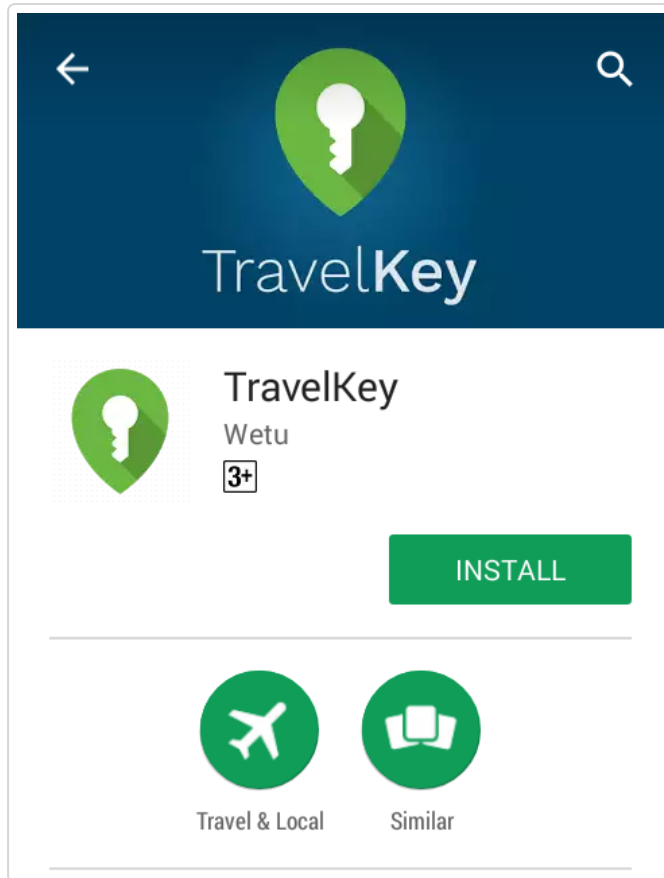 TravelKey
TravelKey
Wetu
3+
INSTALL
Travel & Local
Similar